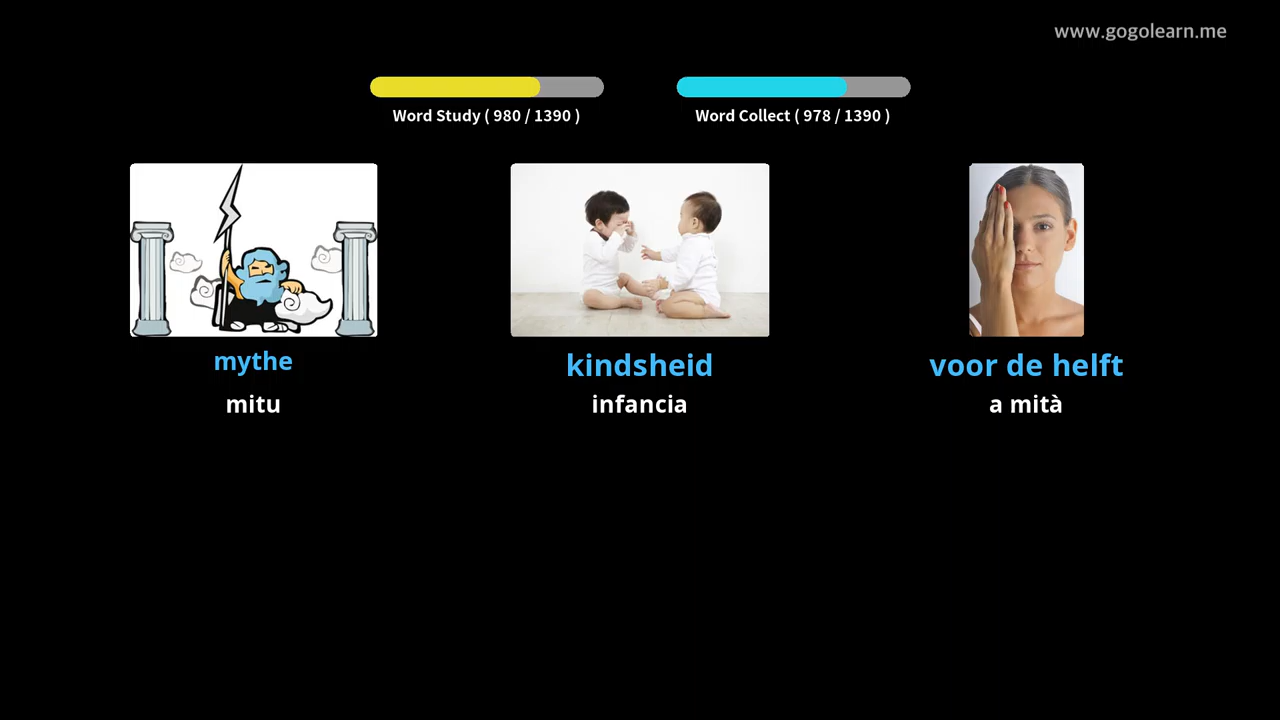 www.gogolearn.me
Word Study ( 980 / 1390 )
Word Collect ( 978 / 1390 )
mythe
kindsheid
voor de helft
mitu
infancia
a mità